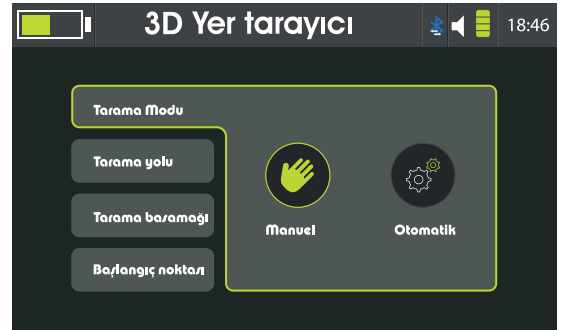 3D Yer tarayıcı
18:46
Tarama Modu
Tarama yolu
Tarama basamağı
Başlangıç noktası
Manuel
Otomatik